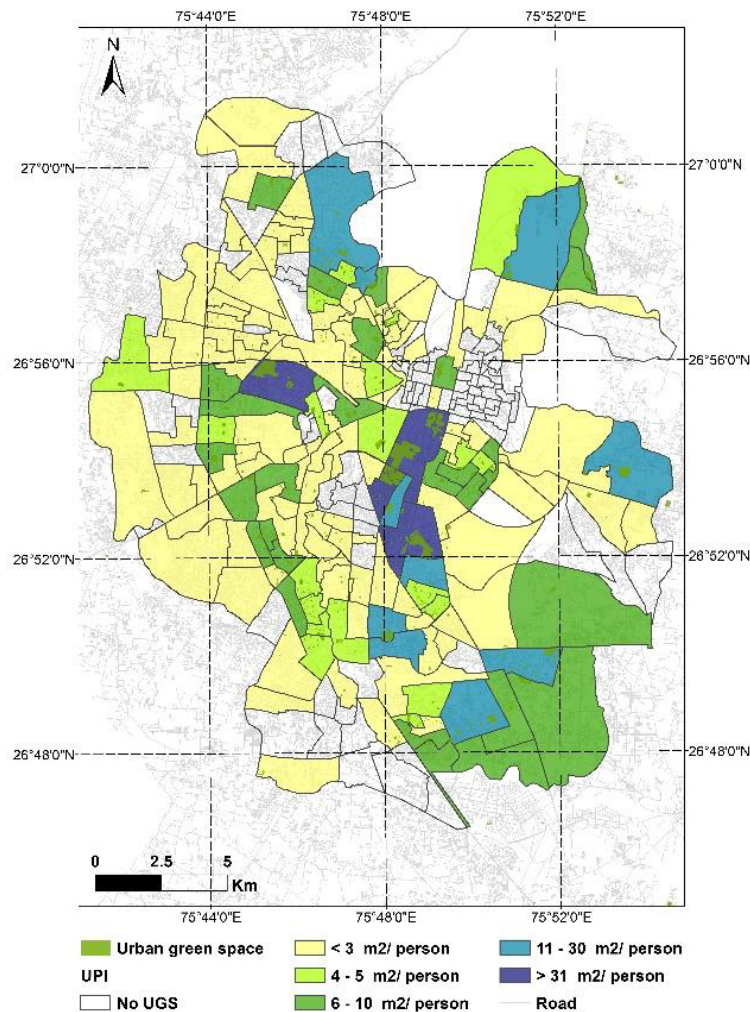 75°44'0"E 75°48'0"E 75°52'0"E
N
27°0'0"N 27°0'0"N
26°56'0"N 26°56'0"N
26°52'0"N 26°52'0"N
26°48'0"N 26°48'0"N
0 2.5 5
Km
75°44'0"E 75°48'0"E 75°52'0"E
Urban green space < 3 m2/ person 11 - 30 m2/ person
UPI 4 - 5 m2/ person > 31 m2/ person
No UGS 6 - 10 m2/ person Road